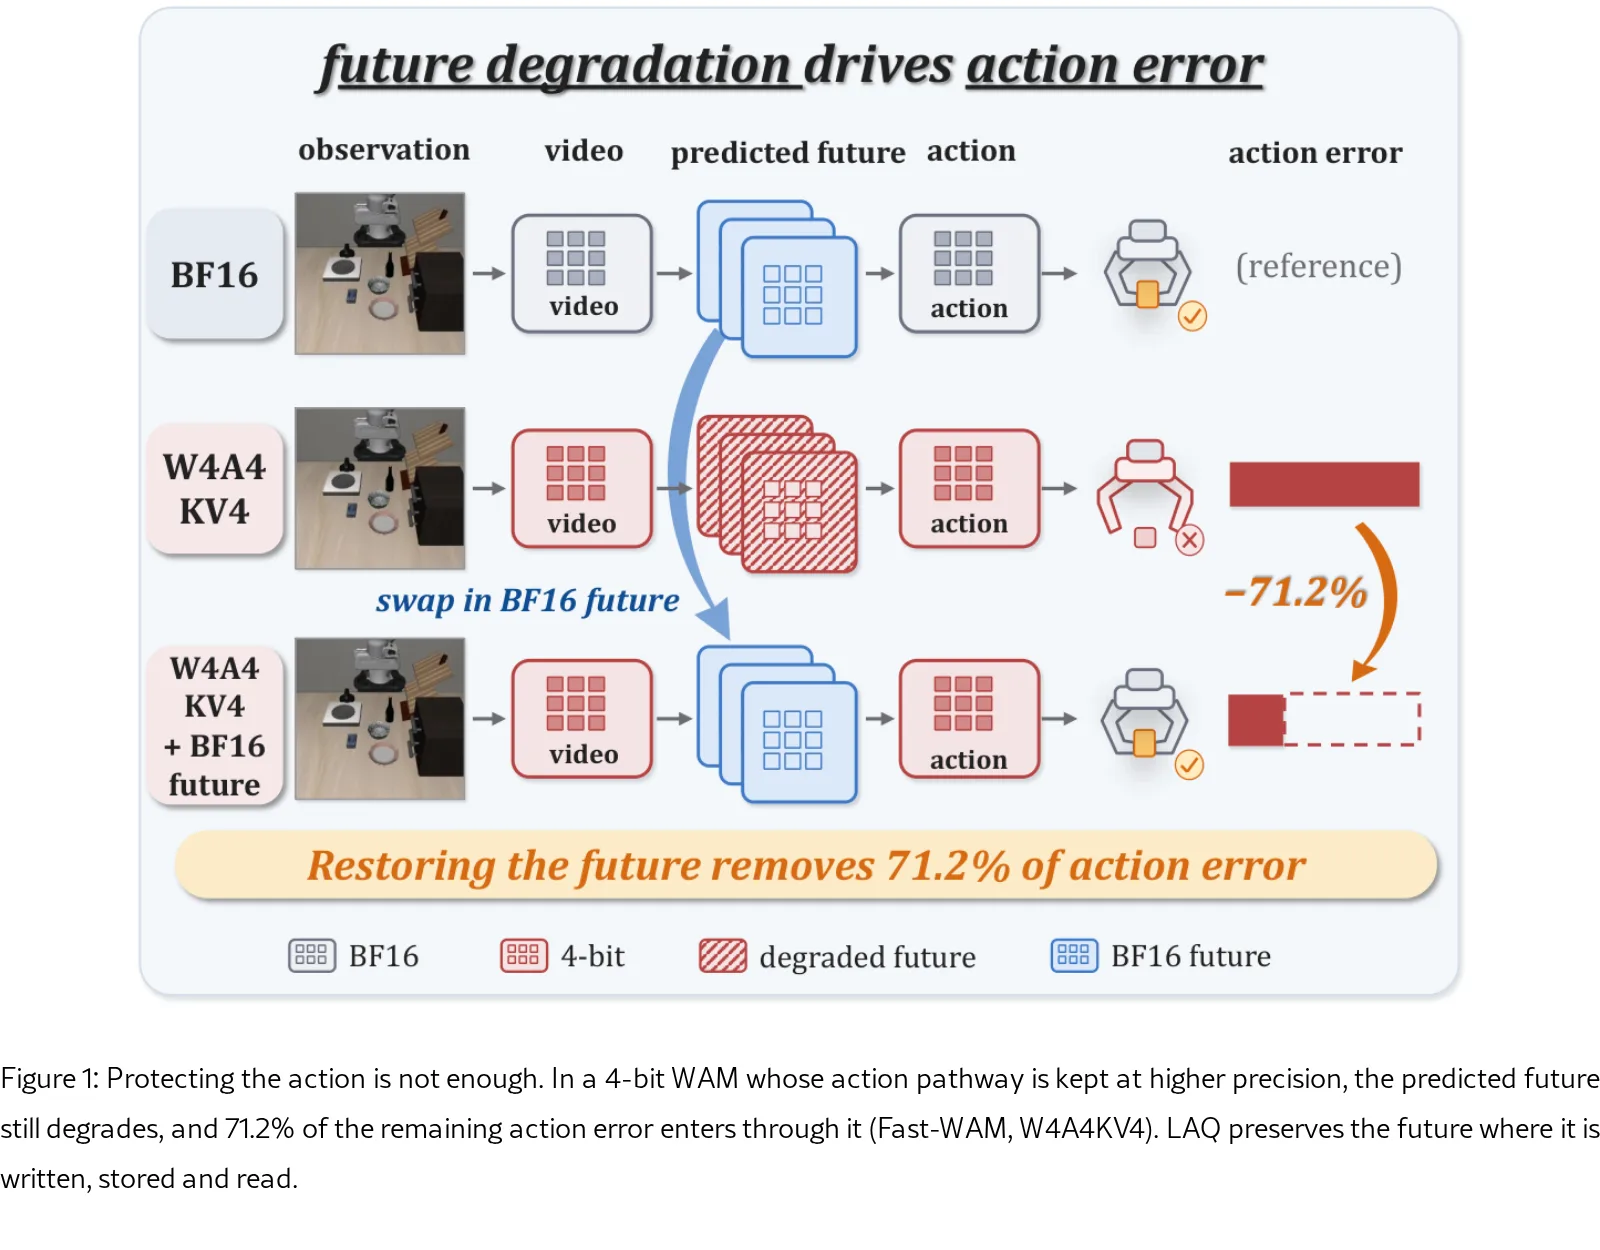 future degradation drives action error
observation video predicted future action action error
BF16
video
action
(reference)
W4A4
KV4
video
action
swap in BF16 future
−71.2%
W4A4
KV4
+ BF16
future
video
action
Restoring the future removes 71.2% of action error
BF16 4-bit degraded future BF16 future
Figure 1: Protecting the action is not enough. In a 4-bit WAM whose action pathway is kept at higher precision, the predicted future
still degrades, and 71.2% of the remaining action error enters through it (Fast-WAM, W4A4KV4). LAQ preserves the future where it is
written, stored and read.